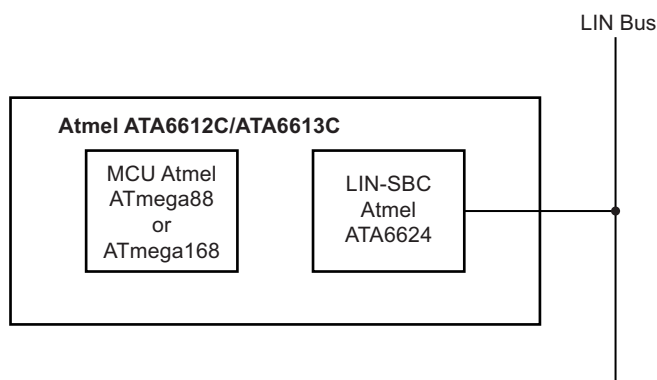 LIN Bus
Atmel ATA6612C/ATA6613C
MCU Atmel
ATmega88
or
ATmega168
LIN-SBC
Atmel
ATA6624